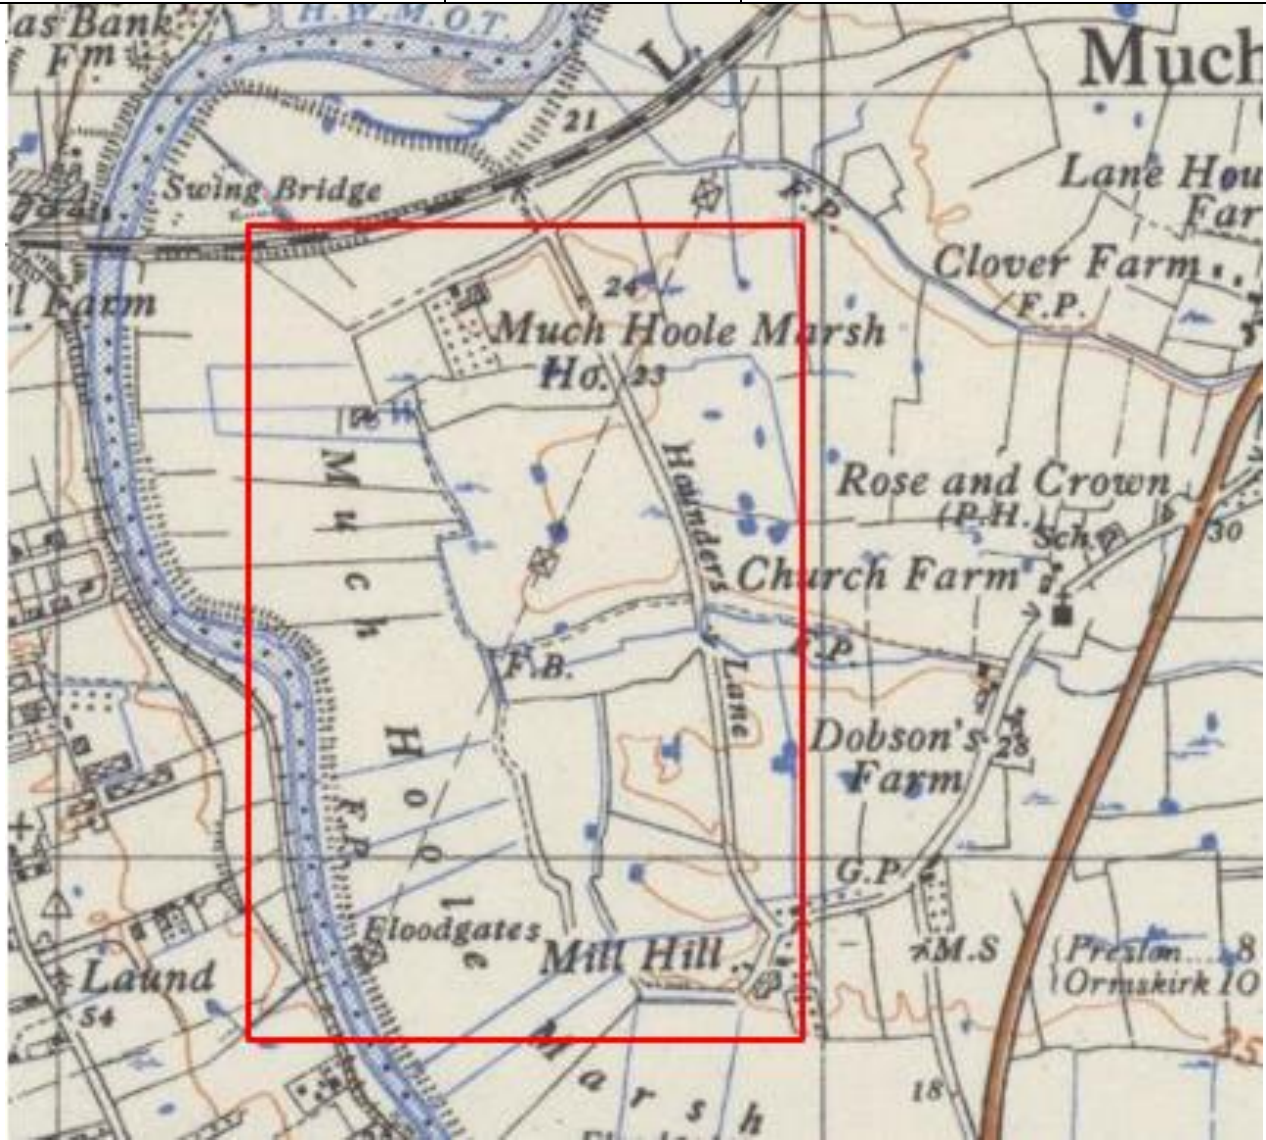 as Bank
Fm
H.W.M.O.T.
L.
Much
21
Swing Bridge
F.P.
Lane Hou
Far
Clover Farm
F.P.
l Farm
24
Much Hoole Marsh
Ho.
23
Hounders Lane
Much Hoole Marsh
Rose and Crown
(P.H.)
Sch.
30
Church Farm
F.B.
F.P.
Dobson's
Farm
28
F.P.
G.P.
Floodgates
Mill Hill
M.S
Preston....8
Ormskirk 10
Laund
54
25
18